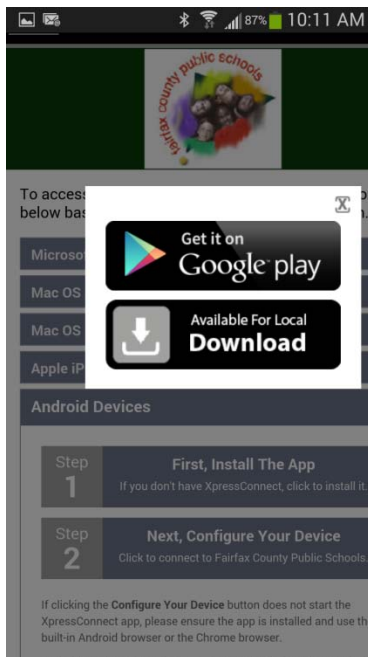 87% 10:11 AM
fairfax county public schools
To access
below bas
X
Get it on
Google play
Available For Local
Download
Microsof
Mac OS
Mac OS
Apple iP
Android Devices
Step 1
First, Install The App
If you don't have XpressConnect, click to install it.
Step 2
Next, Configure Your Device
Click to connect to Fairfax County Public Schools.
If clicking the Configure Your Device button does not start the
XpressConnect app, please ensure the app is installed and use th
built-in Android browser or the Chrome browser.